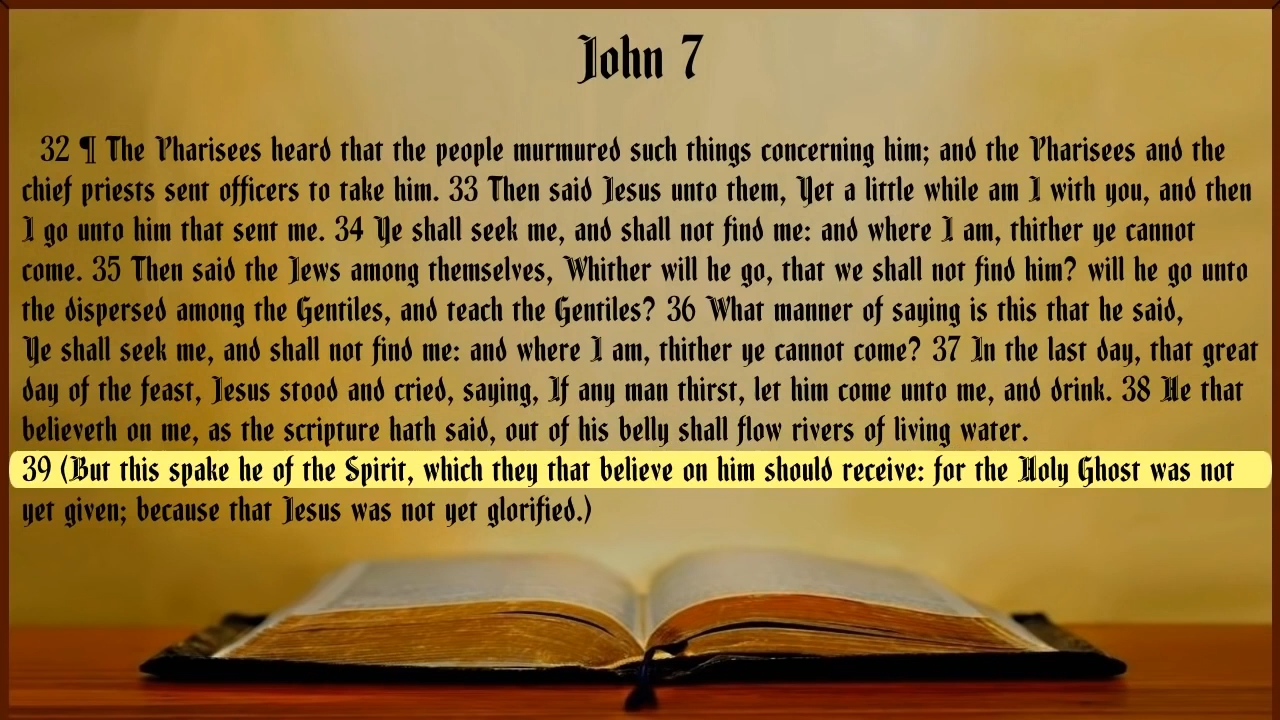 John 7
32 ¶ The Pharisees heard that the people murmured such things concerning him; and the Pharisees and the
chief priests sent officers to take him. 33 Then said Jesus unto them, Yet a little while am I with you, and then
I go unto him that sent me. 34 Ye shall seek me, and shall not find me: and where I am, thither ye cannot
come. 35 Then said the Jews among themselves, Whither will he go, that we shall not find him? will he go unto
the dispersed among the Gentiles, and teach the Gentiles? 36 What manner of saying is this that he said,
Ye shall seek me, and shall not find me: and where I am, thither ye cannot come? 37 In the last day, that great
day of the feast, Jesus stood and cried, saying, If any man thirst, let him come unto me, and drink. 38 He that
believeth on me, as the scripture hath said, out of his belly shall flow rivers of living water.
39 (But this spake he of the Spirit, which they that believe on him should receive: for the Holy Ghost was not
yet given; because that Jesus was not yet glorified.)